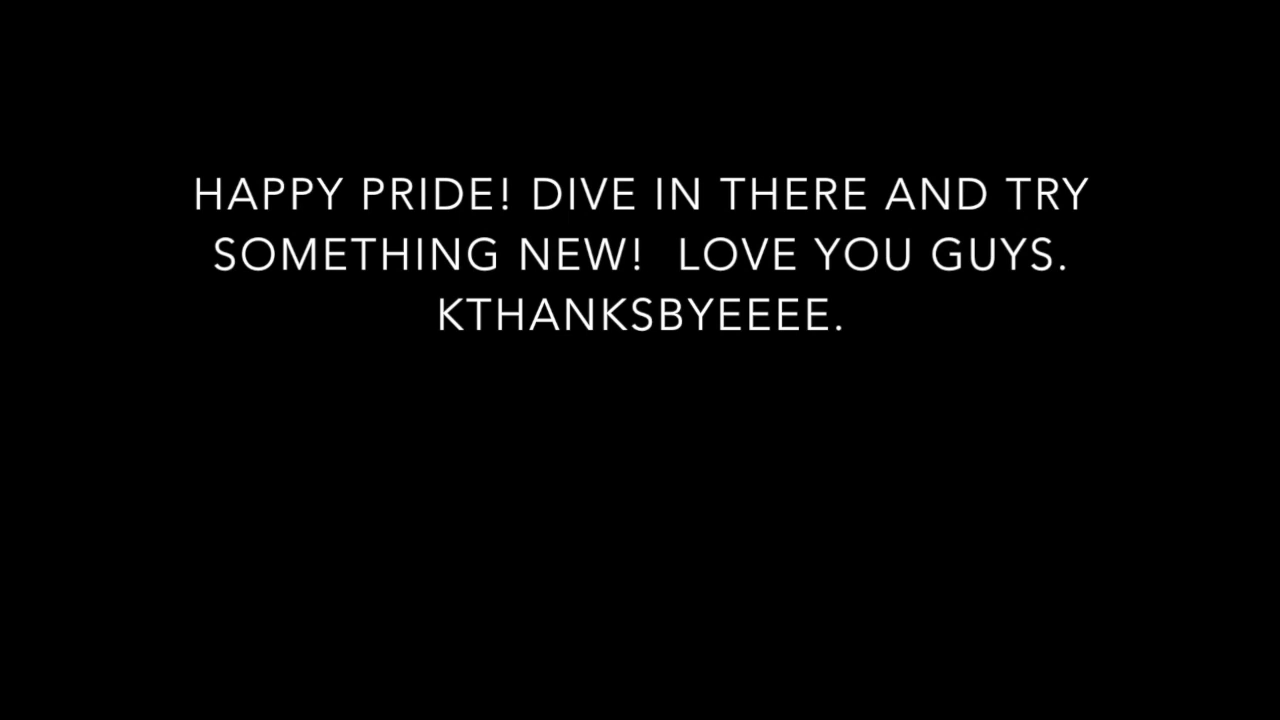 HAPPY PRIDE! DIVE IN THERE AND TRY
SOMETHING NEW!  LOVE YOU GUYS.
KTHANKSBYEEEE.